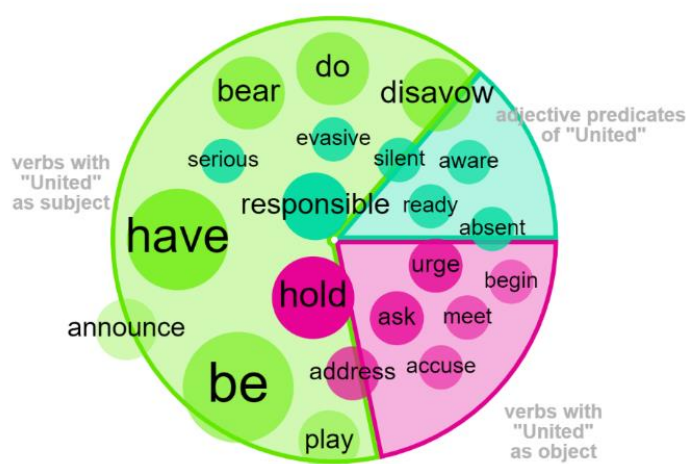 do
bear
disavow
adjective predicates
of "United"
evasive
verbs with
"United"
as subject
serious
silent
aware
responsible
ready
absent
have
urge
begin
hold
announce
ask
meet
be
address
accuse
play
verbs with
"United"
as object